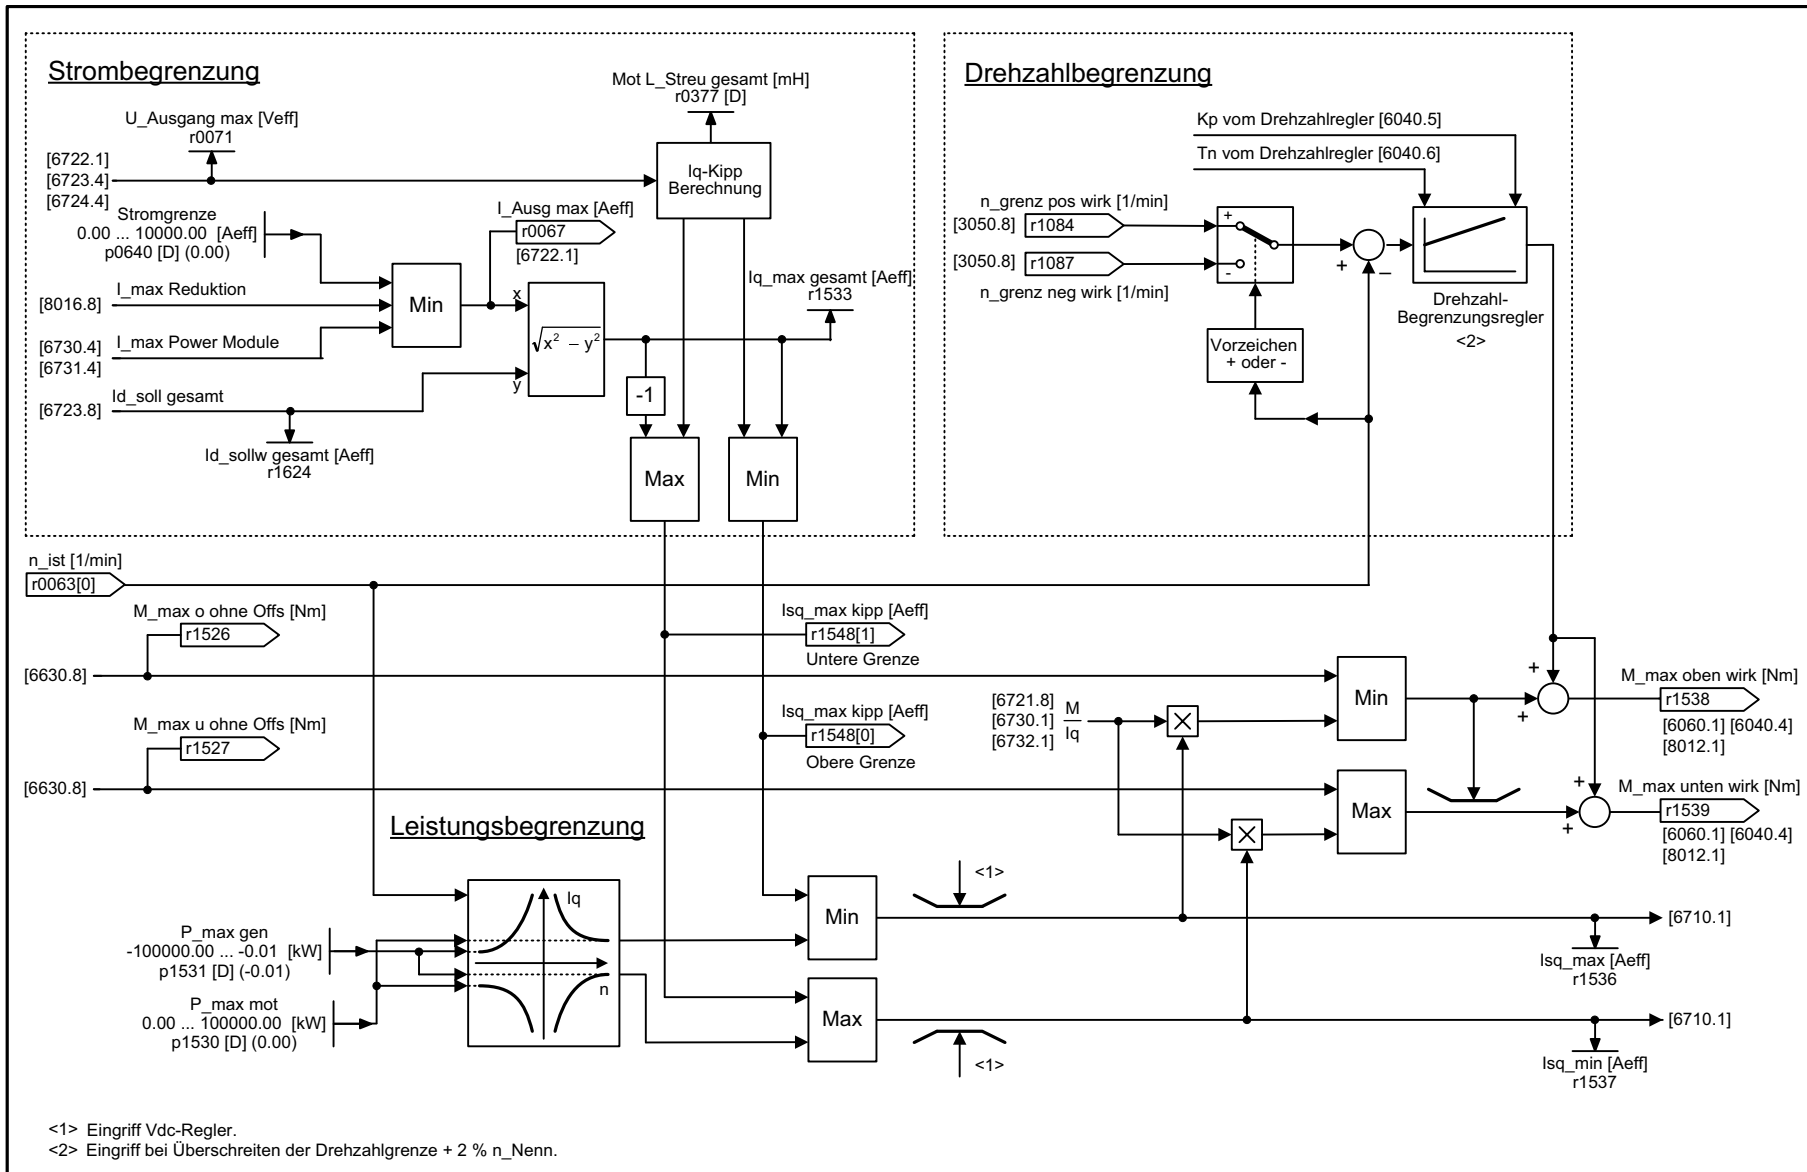 Strombegrenzung
Mot L_Streu gesamt [mH]
r0377 [D]
U_Ausgang max [Veff]
r0071
[6722.1]
[6723.4]
[6724.4]
Iq-Kipp
Berechnung
Stromgrenze
0.00 ... 10000.00 [Aeff]
p0640 [D] (0.00)
I_Ausg max [Aeff]
r0067
[6722.1]
Iq_max gesamt [Aeff]
r1533
I_max Reduktion
[8016.8]
Min
x
√x² – y²
y
I_max Power Module
[6730.4]
[6731.4]
Id_soll gesamt
[6723.8]
-1
Id_sollw gesamt [Aeff]
r1624
Max
Min
Drehzahlbegrenzung
Kp vom Drehzahlregler [6040.5]
Tn vom Drehzahlregler [6040.6]
n_grenz pos wirk [1/min]
[3050.8]
r1084
+
-
[3050.8]
r1087
n_grenz neg wirk [1/min]
+
–
Drehzahl-
Begrenzungsregler
<2>
Vorzeichen
+ oder -
n_ist [1/min]
r0063[0]
M_max o ohne Offs [Nm]
r1526
[6630.8]
Isq_max kipp [Aeff]
r1548[1]
Untere Grenze
M_max u ohne Offs [Nm]
r1527
[6630.8]
Isq_max kipp [Aeff]
r1548[0]
Obere Grenze
[6721.8]
[6730.1]
[6732.1]
M
Iq
×
×
Min
Max
+
+
M_max oben wirk [Nm]
r1538
[6060.1] [6040.4]
[8012.1]
+
+
M_max unten wirk [Nm]
r1539
[6060.1] [6040.4]
[8012.1]
Leistungsbegrenzung
Iq
n
P_max gen
-100000.00 ... -0.01 [kW]
p1531 [D] (-0.01)
P_max mot
0.00 ... 100000.00 [kW]
p1530 [D] (0.00)
Min
<1>
[6710.1]
Isq_max [Aeff]
r1536
Max
<1>
[6710.1]
Isq_min [Aeff]
r1537
<1> Eingriff Vdc-Regler.
<2> Eingriff bei Überschreiten der Drehzahlgrenze + 2 % n_Nenn.